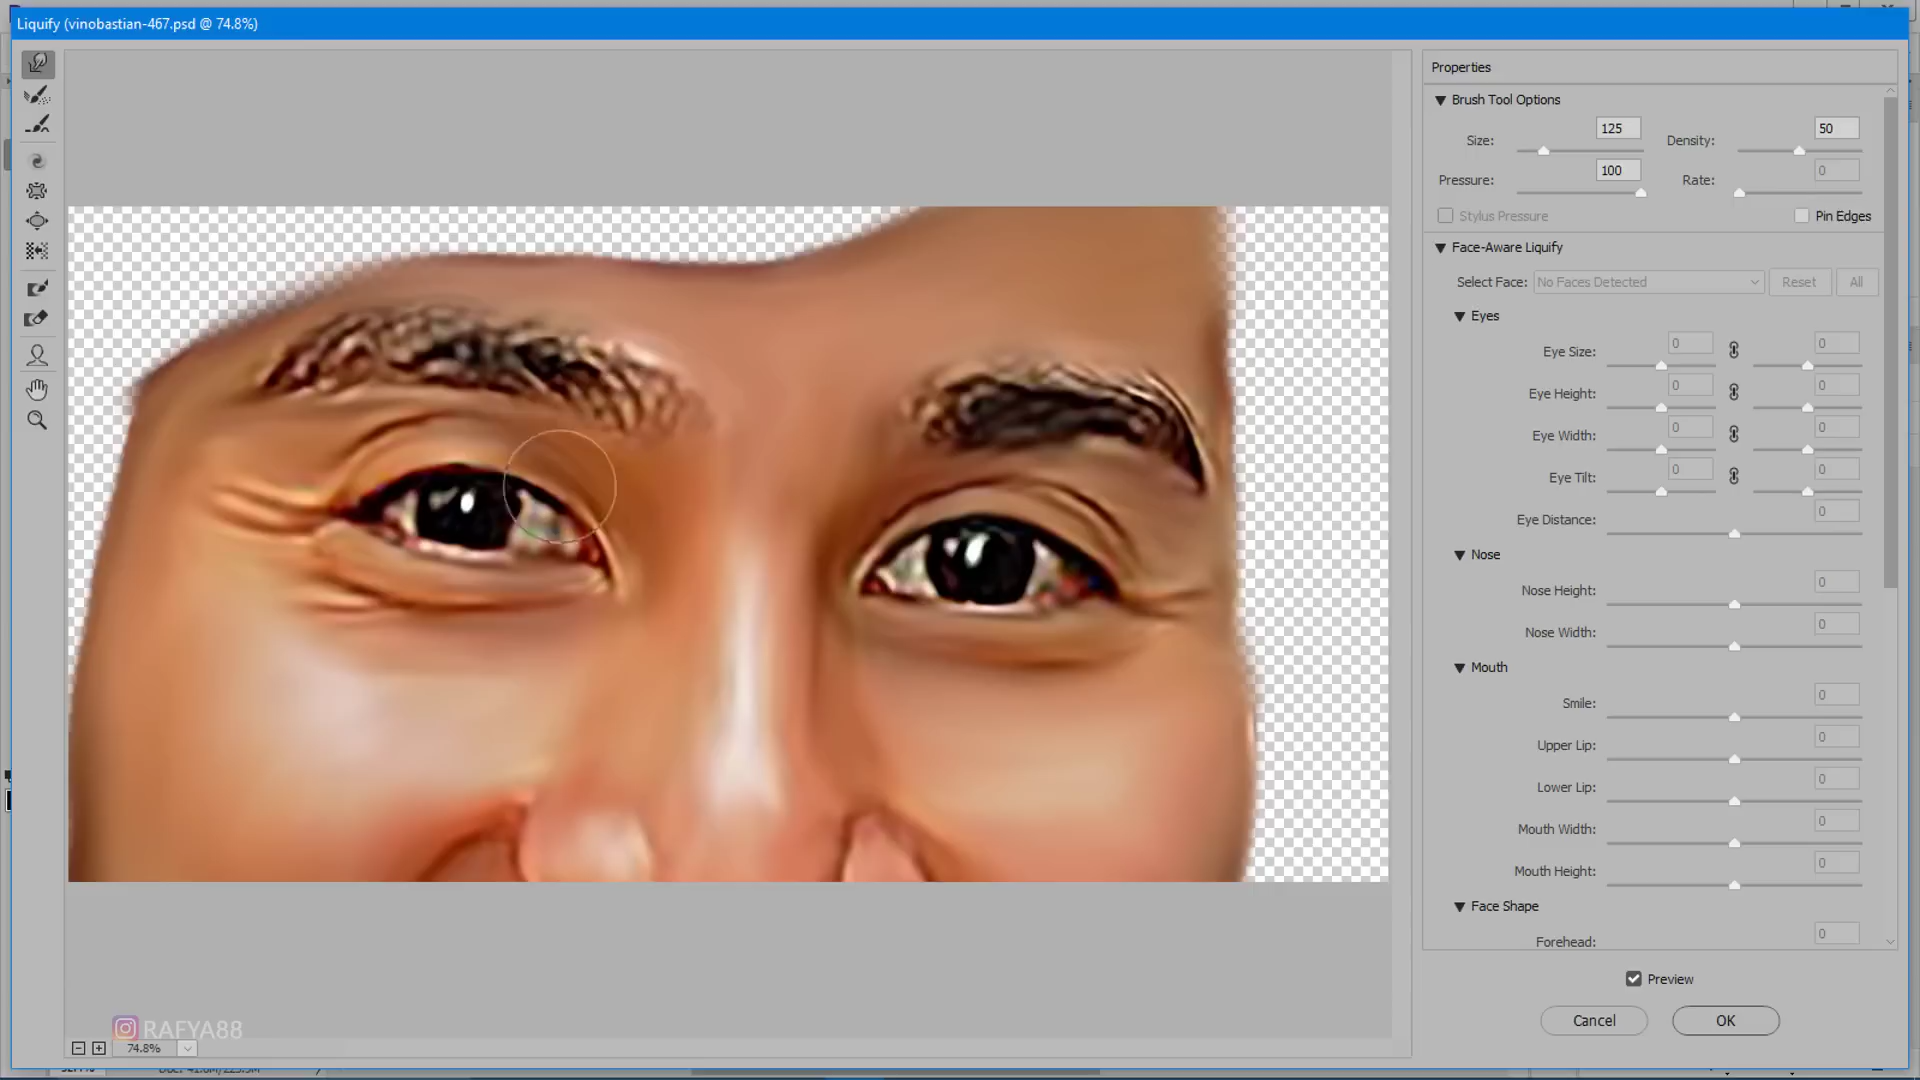 Liquify (vinobastian-467.psd @ 74.8%)
Properties
Brush Tool Options
Size: 125 Density: 50
Pressure: 100 Rate: 0
Stylus Pressure Pin Edges
Face-Aware Liquify
Select Face: No Faces Detected Reset All
Eyes
Eye Size: 0 0
Eye Height: 0 0
Eye Width: 0 0
Eye Tilt: 0 0
Eye Distance: 0
Nose
Nose Height: 0
Nose Width: 0
Mouth
Smile: 0
Upper Lip: 0
Lower Lip: 0
Mouth Width: 0
Mouth Height: 0
Face Shape
Forehead: 0
Preview
Cancel OK
RAFYA88
74.8%